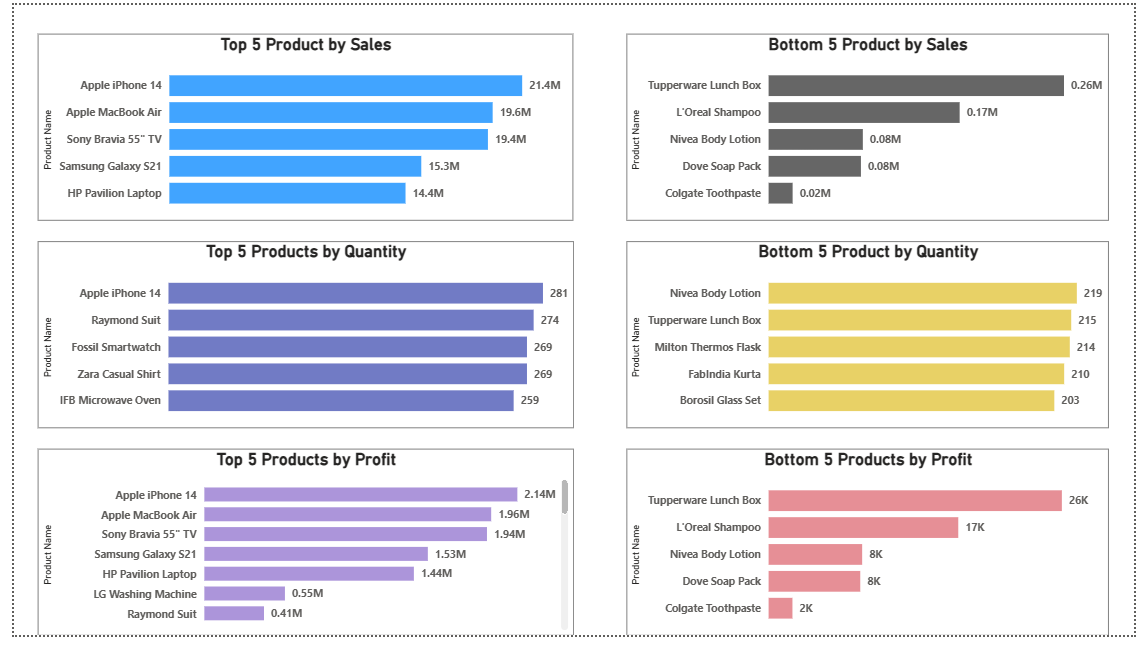 Top 5 Product by Sales
Product Name
Apple iPhone 14 21.4M
Apple MacBook Air 19.6M
Sony Bravia 55" TV 19.4M
Samsung Galaxy S21 15.3M
HP Pavilion Laptop 14.4M
Bottom 5 Product by Sales
Product Name
Tupperware Lunch Box 0.26M
L'Oreal Shampoo 0.17M
Nivea Body Lotion 0.08M
Dove Soap Pack 0.08M
Colgate Toothpaste 0.02M
Top 5 Products by Quantity
Product Name
Apple iPhone 14 281
Raymond Suit 274
Fossil Smartwatch 269
Zara Casual Shirt 269
IFB Microwave Oven 259
Bottom 5 Product by Quantity
Product Name
Nivea Body Lotion 219
Tupperware Lunch Box 215
Milton Thermos Flask 214
FabIndia Kurta 210
Borosil Glass Set 203
Top 5 Products by Profit
Product Name
Apple iPhone 14 2.14M
Apple MacBook Air 1.96M
Sony Bravia 55" TV 1.94M
Samsung Galaxy S21 1.53M
HP Pavilion Laptop 1.44M
LG Washing Machine 0.55M
Raymond Suit 0.41M
Bottom 5 Products by Profit
Product Name
Tupperware Lunch Box 26K
L'Oreal Shampoo 17K
Nivea Body Lotion 8K
Dove Soap Pack 8K
Colgate Toothpaste 2K